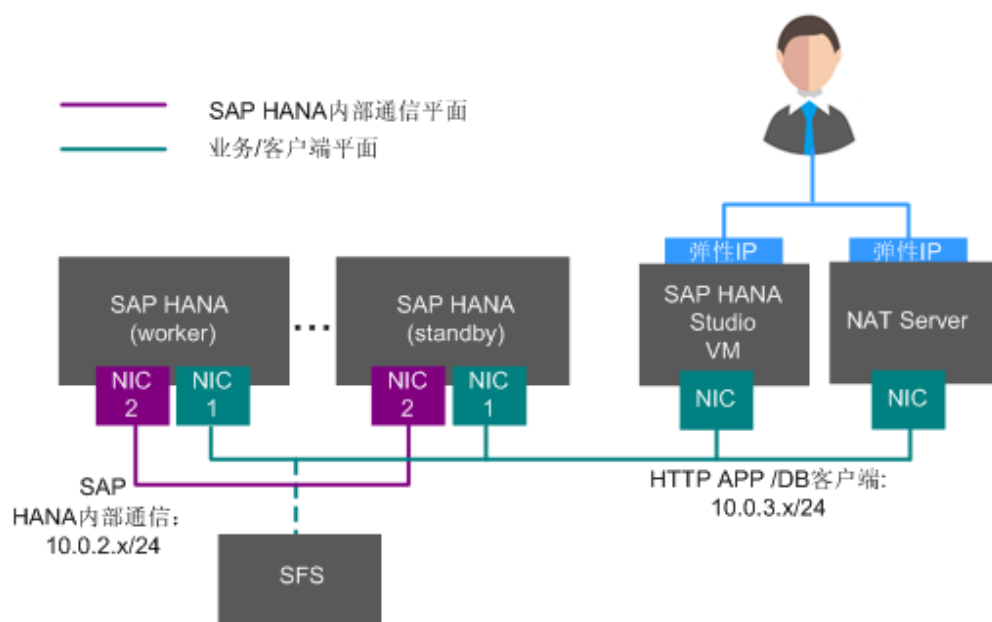 SAP HANA内部通信平面
业务/客户端平面
弹性IP
弹性IP
SAP HANA
(worker)
...
SAP HANA
(standby)
SAP HANA
Studio
VM
NAT Server
NIC
2
NIC
1
NIC
2
NIC
1
NIC
NIC
SAP
HANA内部通信:
10.0.2.x/24
HTTP APP /DB客户端:
10.0.3.x/24
SFS